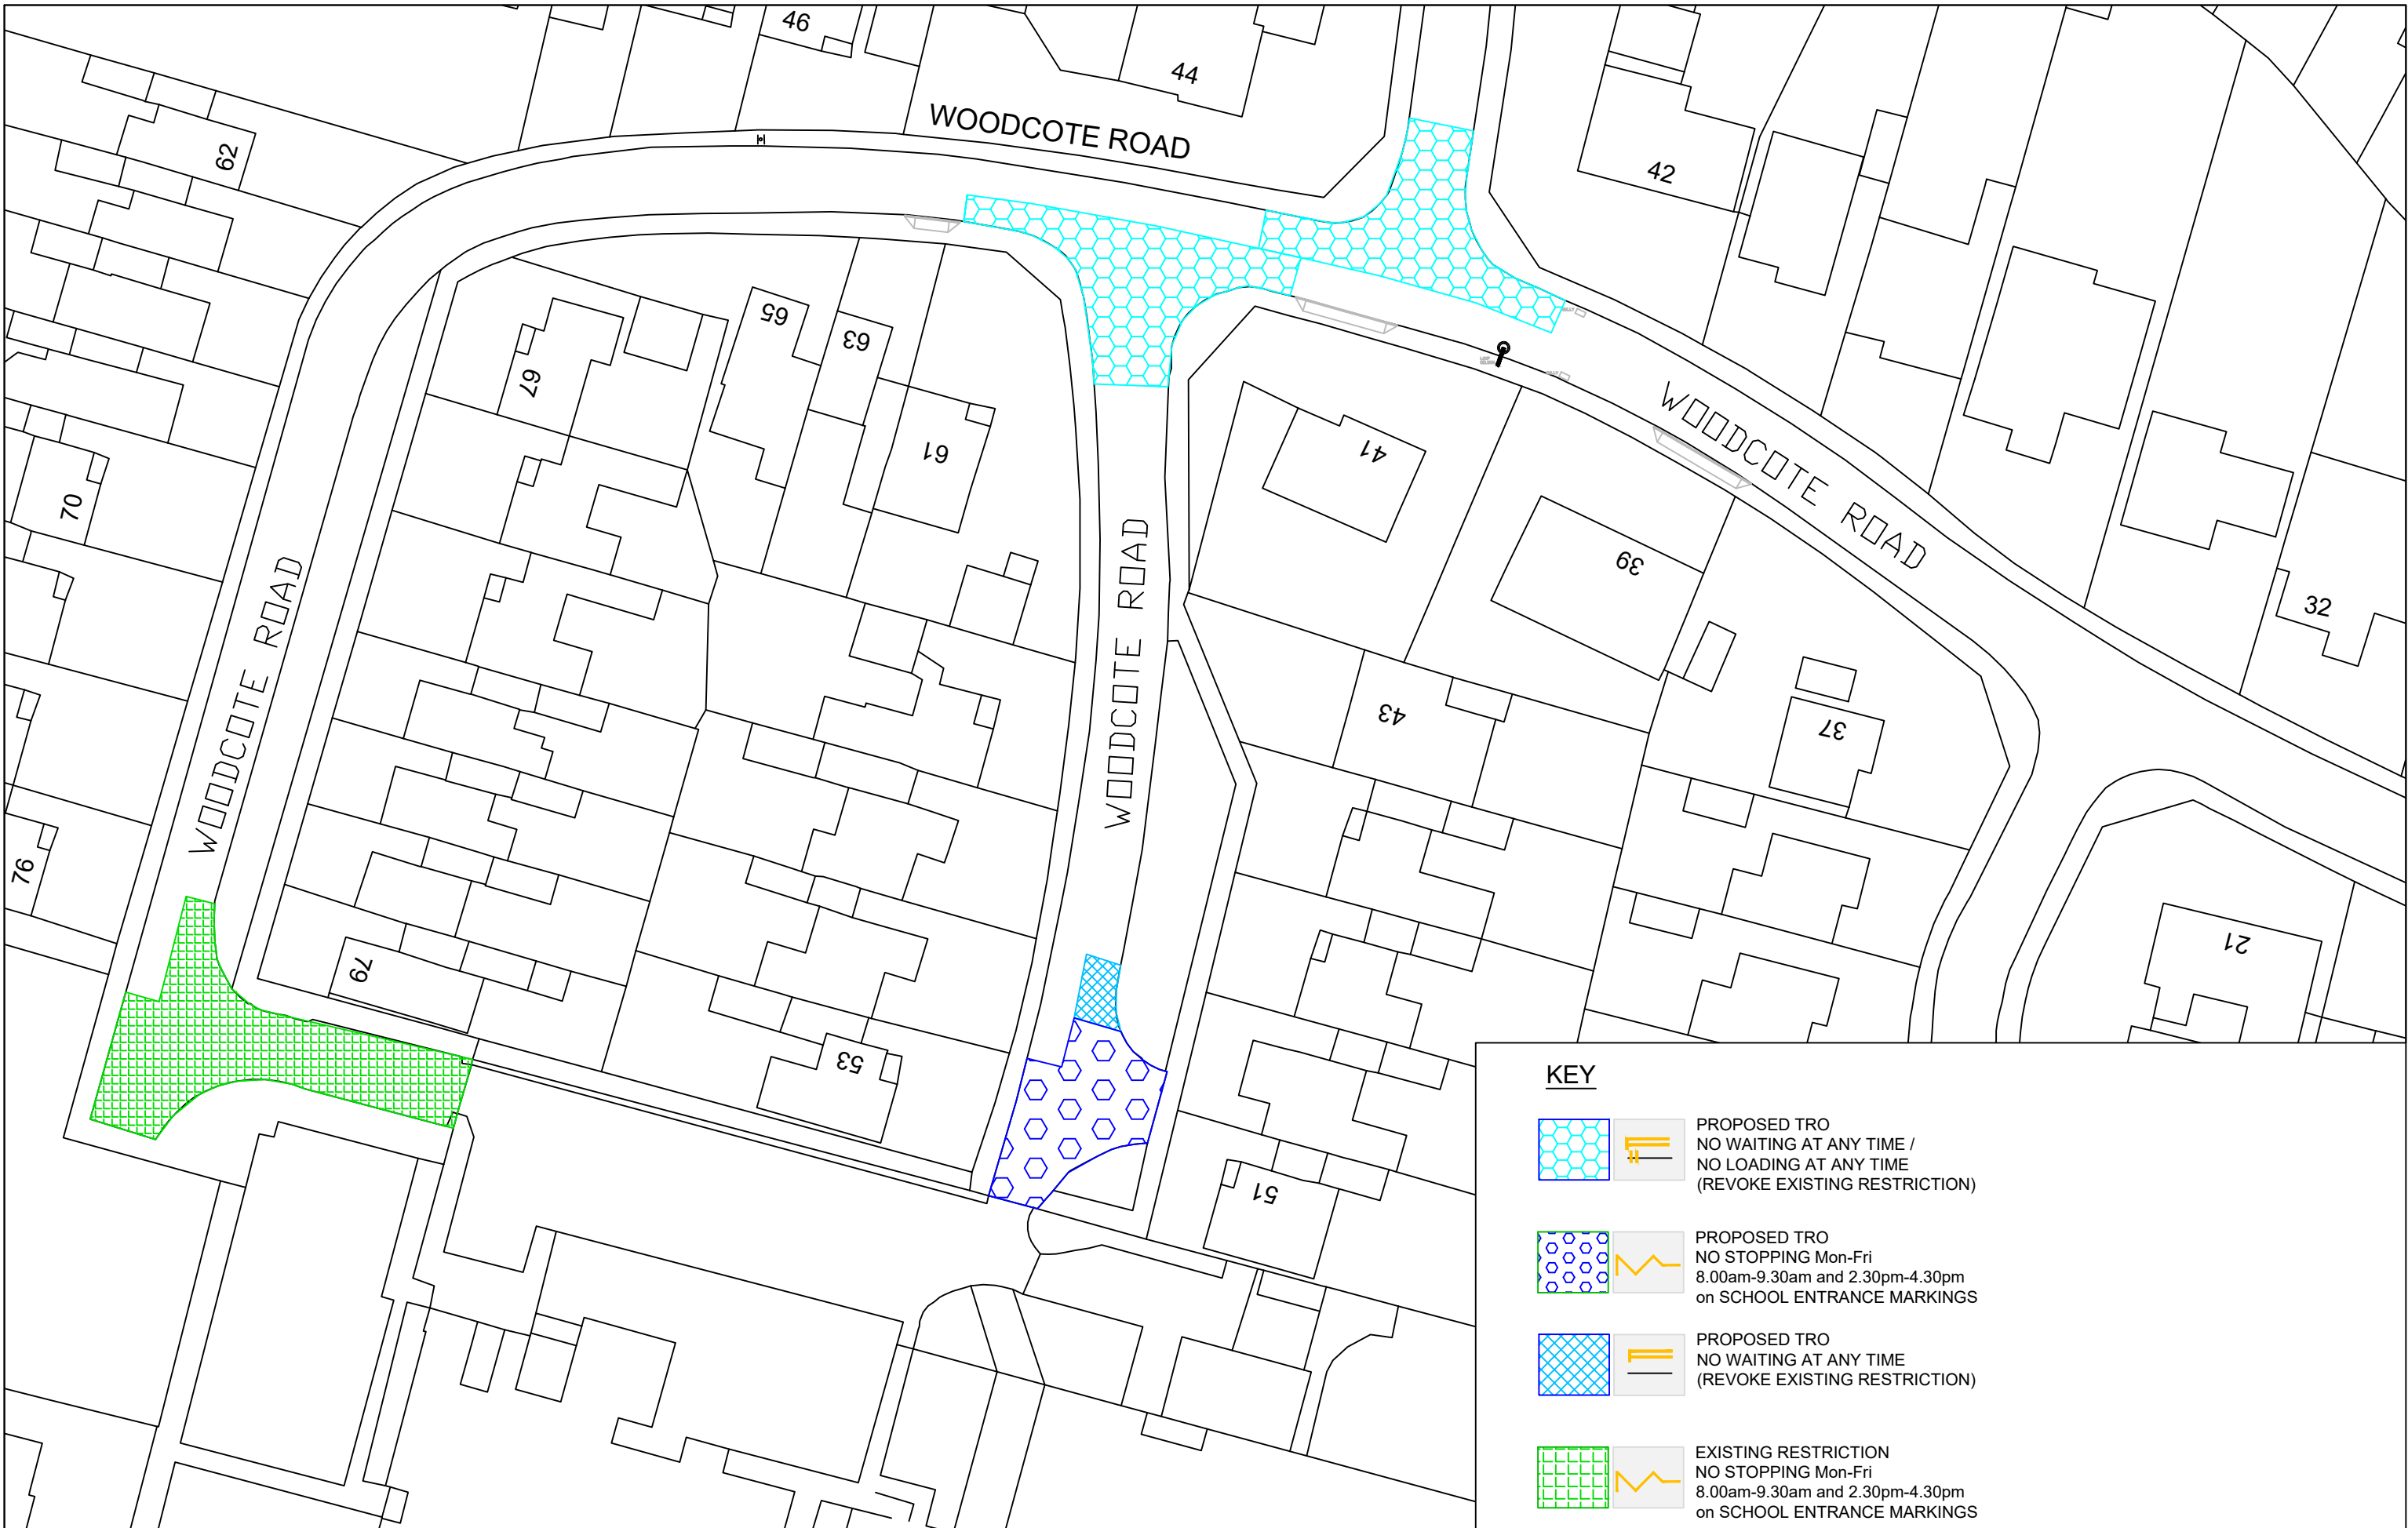 46
44
WOODCOTE ROAD
62
42
65
63
67
61
41
WOODCOTE ROAD
70
39
32
WOODCOTE ROAD
WOODCOTE ROAD
43
37
76
79
21
53
51
KEY
PROPOSED TRO
NO WAITING AT ANY TIME /
NO LOADING AT ANY TIME
(REVOKE EXISTING RESTRICTION)
PROPOSED TRO
NO STOPPING Mon-Fri
8.00am-9.30am and 2.30pm-4.30pm
on SCHOOL ENTRANCE MARKINGS
PROPOSED TRO
NO WAITING AT ANY TIME
(REVOKE EXISTING RESTRICTION)
EXISTING RESTRICTION
NO STOPPING Mon-Fri
8.00am-9.30am and 2.30pm-4.30pm
on SCHOOL ENTRANCE MARKINGS